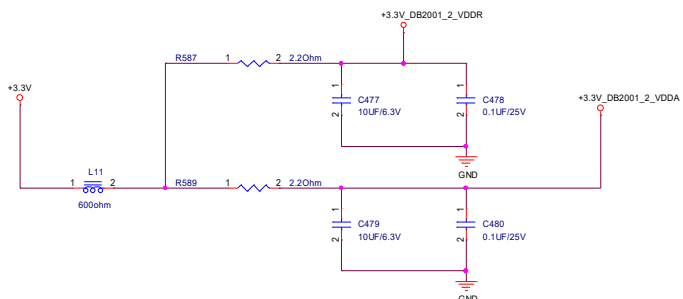 +3.3V_DB2001_2_VDDR
R587 1 2 2.2Ohm
+3.3V
1 1
C477 C478
10UF/6.3V 0.1UF/25V
2 2
+3.3V_DB2001_2_VDDA
GND
L11
1 2
600ohm
R589 1 2 2.2Ohm
1 1
C479 C480
10UF/6.3V 0.1UF/25V
2 2
GND